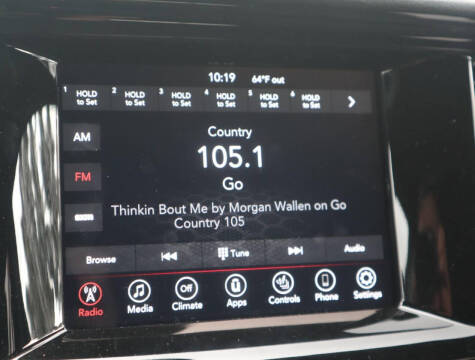 10:19 64°F out
1 HOLD to Set 2 HOLD to Set 3 HOLD to Set 4 HOLD to Set 5 HOLD to Set 6 HOLD to Set
AM
Country
105.1
FM
Go
Thinkin Bout Me by Morgan Wallen on Go
Country 105
Browse Tune Audio
Off
Radio Media Climate Apps Controls Phone Settings